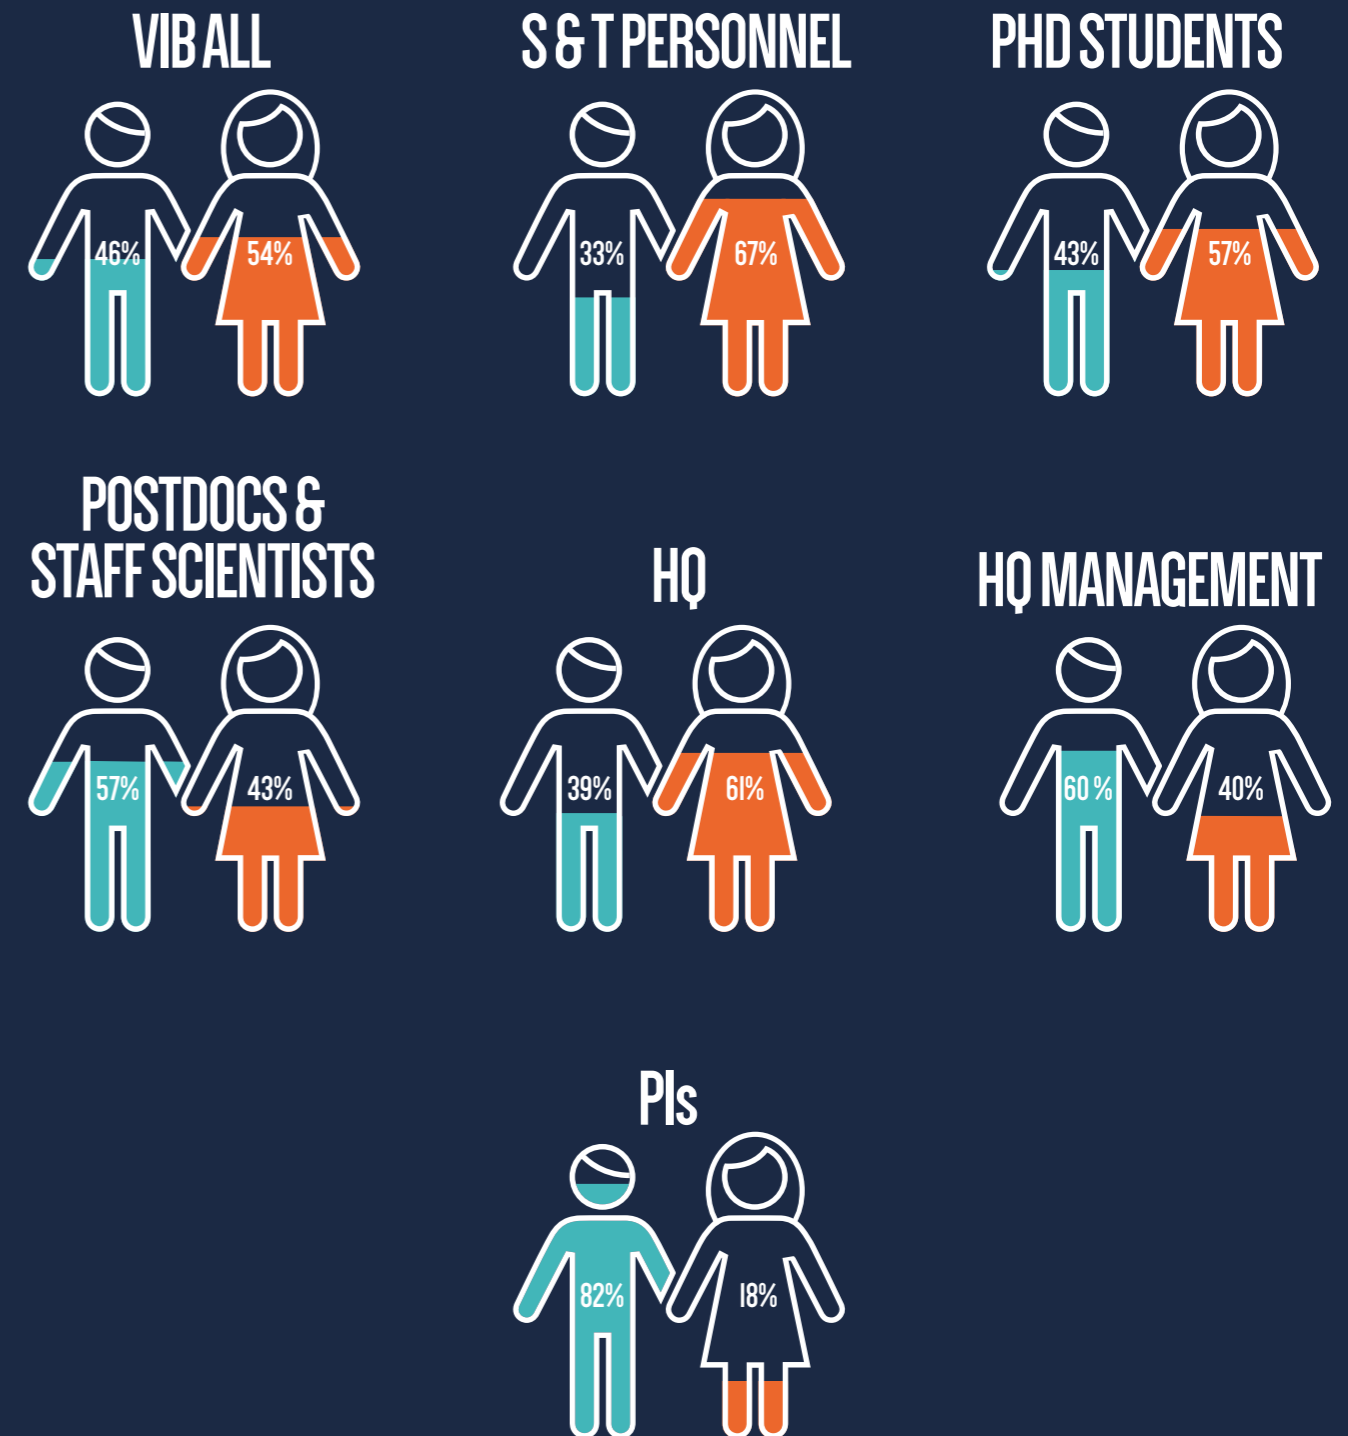 VIB ALL
S & T PERSONNEL
PHD STUDENTS
46%
54%
33%
67%
43%
57%
POSTDOCS &
STAFF SCIENTISTS
HQ
HQ MANAGEMENT
57%
43%
39%
61%
60 %
40%
PIs
82%
18%